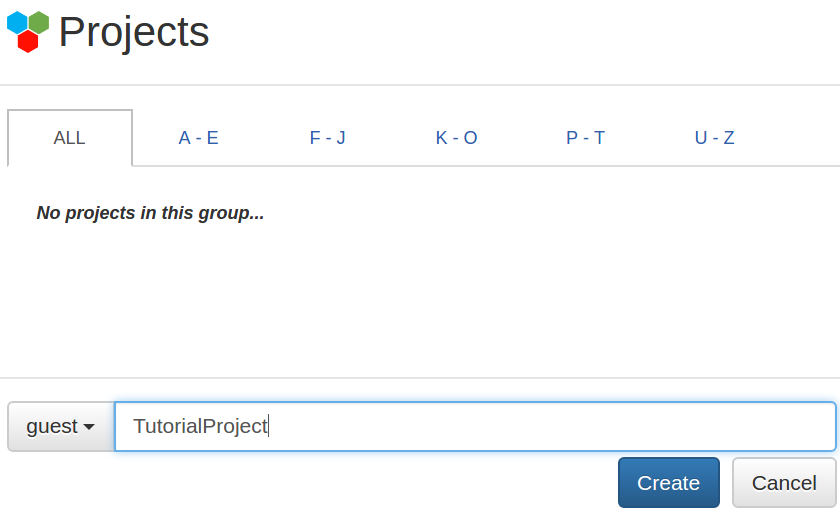 Projects
ALL A - E F - J K - O P - T U - Z
No projects in this group...
guest TutorialProject
Create Cancel